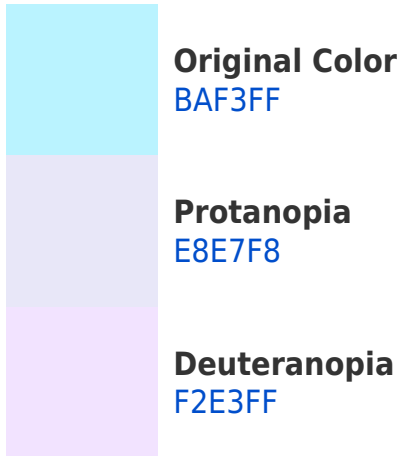 Original Color
BAF3FF
Protanopia
E8E7F8
Deuteranopia
F2E3FF